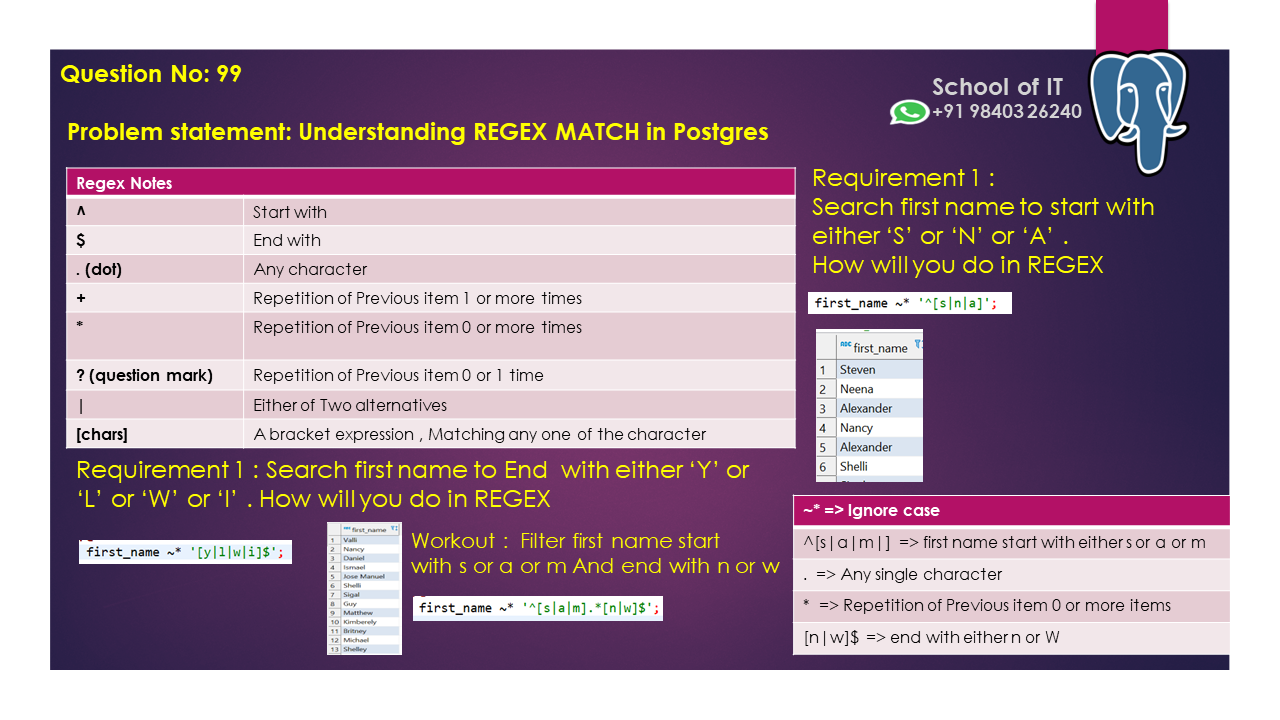 Question No: 99
School of IT
+91 98403 26240
Problem statement: Understanding REGEX MATCH in Postgres
Regex Notes
^ Start with
$ End with
. (dot) Any character
+ Repetition of Previous item 1 or more times
* Repetition of Previous item 0 or more times
? (question mark) Repetition of Previous item 0 or 1 time
| Either of Two alternatives
[chars] A bracket expression , Matching any one of the character
Requirement 1 :
Search first name to start with
either ‘S’ or ‘N’ or ‘A’ .
How will you do in REGEX
first_name ~* '^[s|n|a]';
ABC first_name
1 Steven
2 Neena
3 Alexander
4 Nancy
5 Alexander
6 Shelli
Requirement 1 : Search first name to End with either ‘Y’ or
‘L’ or ‘W’ or ‘I’ . How will you do in REGEX
first_name ~* '[y|l|w|i]$';
ABC first_name
1 Valli
2 Nancy
3 Daniel
4 Ismael
5 Jose Manuel
6 Shelli
7 Sigal
8 Guy
9 Matthew
10 Kimberely
11 Britney
12 Michael
13 Shelley
Workout : Filter first name start
with s or a or m And end with n or w
first_name ~* '^[s|a|m].*[n|w]$';
~* => Ignore case
^[s|a|m|] => first name start with either s or a or m
. => Any single character
* => Repetition of Previous item 0 or more items
[n|w]$ => end with either n or W